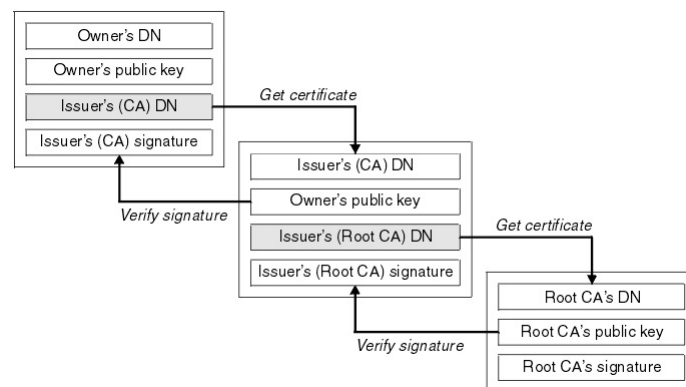 Owner's DN
Owner's public key
Issuer's (CA) DN
Issuer's (CA) signature
Get certificate
Verify signature
Issuer's (CA) DN
Owner's public key
Issuer's (Root CA) DN
Issuer's (Root CA) signature
Get certificate
Verify signature
Root CA's DN
Root CA's public key
Root CA's signature